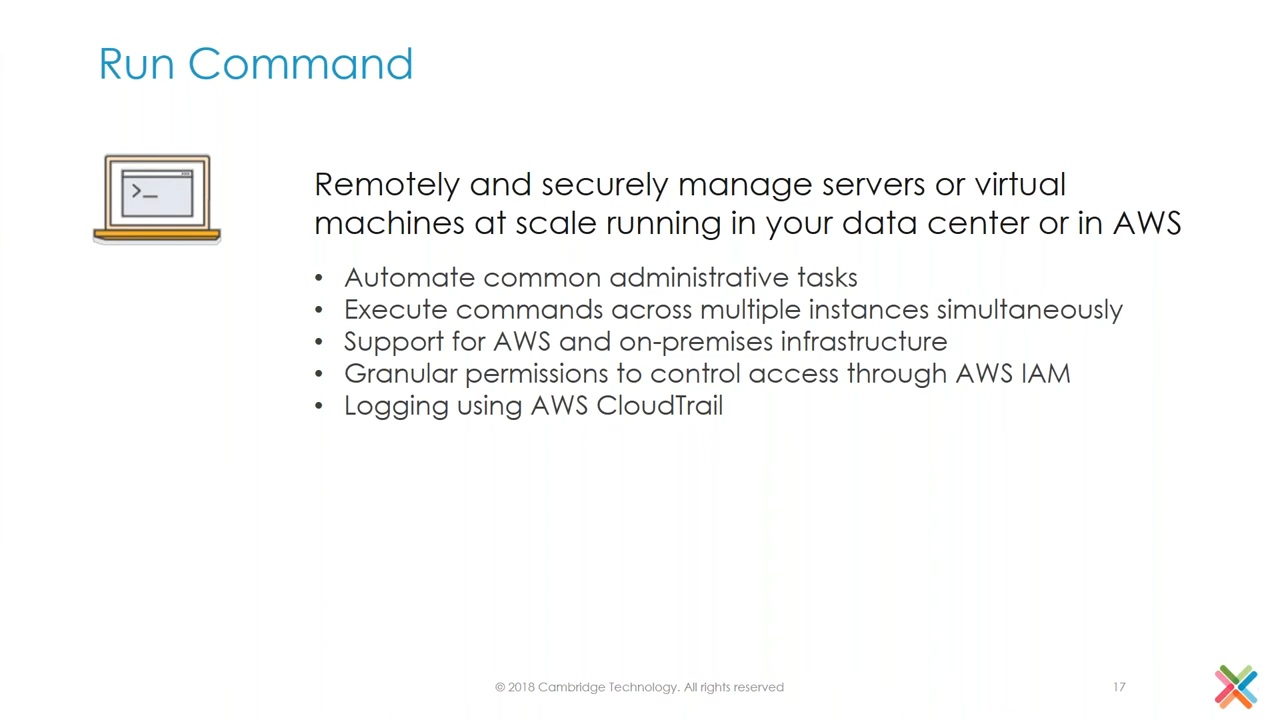 Run Command
>_
Remotely and securely manage servers or virtual
machines at scale running in your data center or in AWS
• Automate common administrative tasks
• Execute commands across multiple instances simultaneously
• Support for AWS and on-premises infrastructure
• Granular permissions to control access through AWS IAM
• Logging using AWS CloudTrail
© 2018 Cambridge Technology. All rights reserved
17